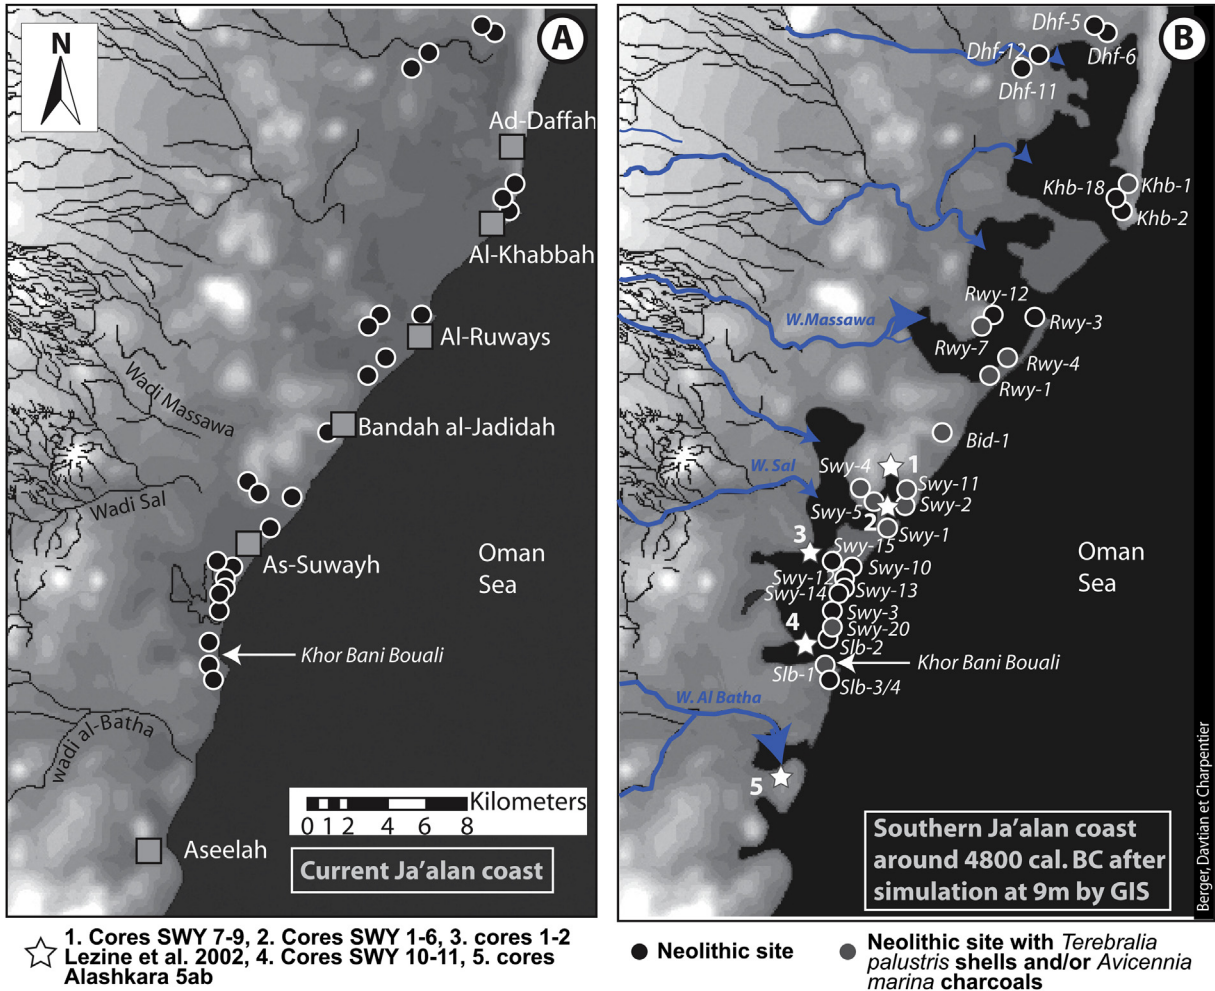 N
A
Ad-Daffah
Al-Khabbah
Al-Ruways
Wadi Massawa
Bandah al-Jadidah
Wadi Sal
As-Suwayh
Oman
Sea
Khor Bani Bouali
wadi al-Batha
Kilometers
0 1 2 4 6 8
Aseelah
Current Ja'alan coast
B
Dhf-5
Dhf-6
Dhf-12
Dhf-11
Khb-18
Khb-1
Khb-2
Rwy-12
W.Massawa
Rwy-3
Rwy-7
Rwy-4
Rwy-1
Bid-1
W. Sal
Swy-4
1
Swy-11
Swy-5
Swy-2
2
Swy-1
3
Swy-15
Swy-10
Swy-12
Swy-14
Swy-13
Swy-3
4
Swy-20
Slb-2
Slb-1
Khor Bani Bouali
Slb-3/4
Oman
Sea
W. Al Batha
5
Southern Ja'alan coast
around 4800 cal. BC after
simulation at 9m by GIS
Berger, Davtian et Charpentier
1. Cores SWY 7-9, 2. Cores SWY 1-6, 3. cores 1-2
Lezine et al. 2002, 4. Cores SWY 10-11, 5. cores
Alashkara 5ab
Neolithic site
Neolithic site with Terebralia
palustris shells and/or Avicennia
marina charcoals